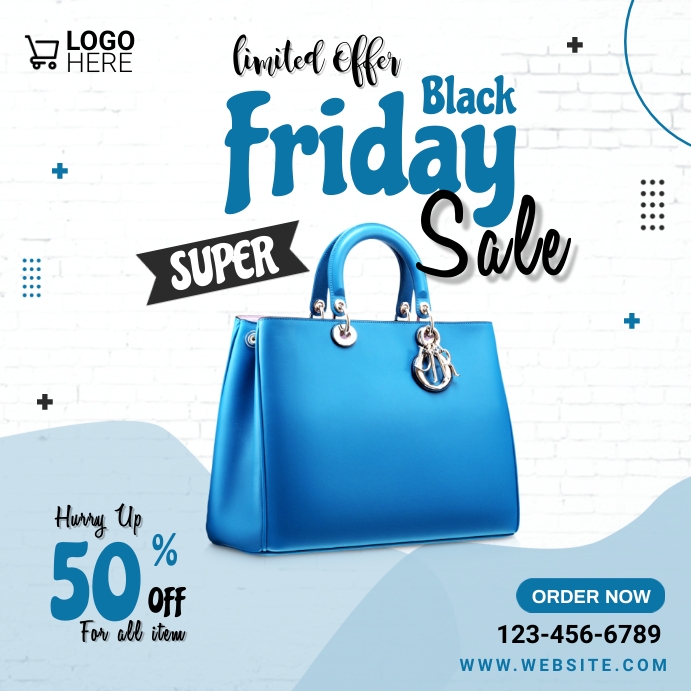 LOGO
HERE
limited Offer
Black
Friday
Sale
SUPER
Hurry Up
50%
OFF
For all item
ORDER NOW
123-456-6789
WWW.WEBSITE.COM